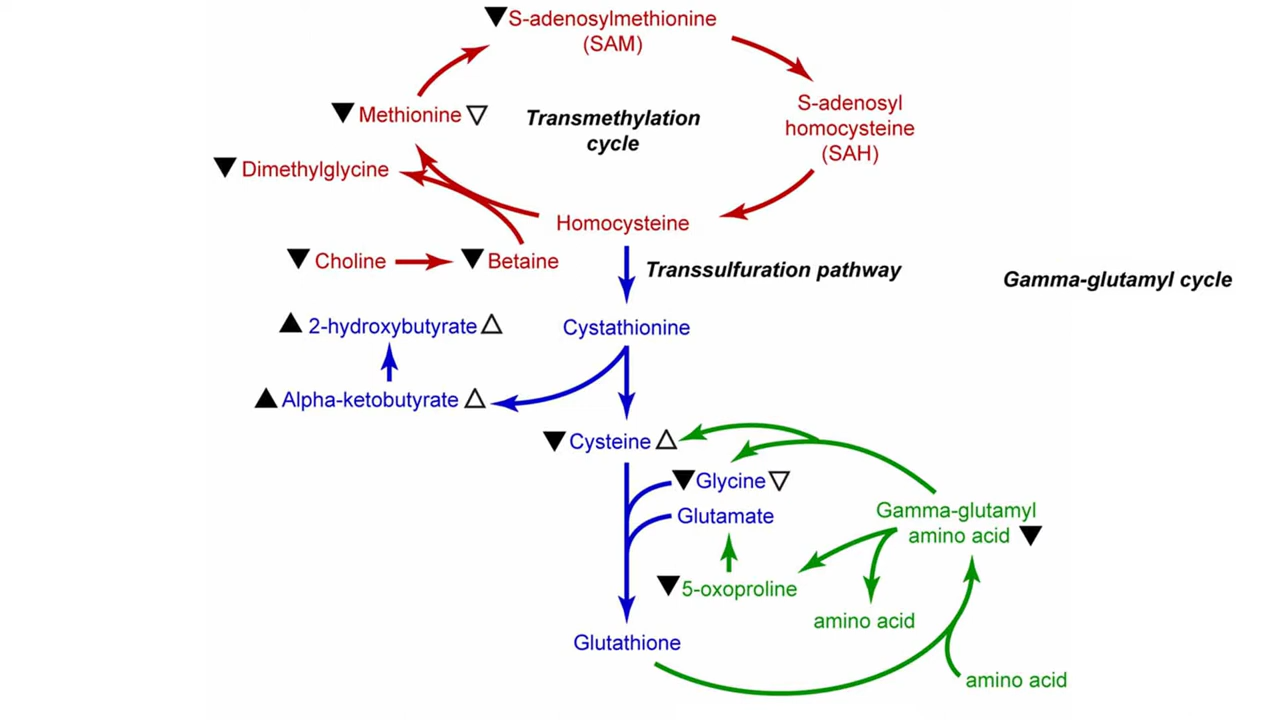 S-adenosylmethionine
(SAM)
Methionine
Transmethylation
cycle
S-adenosyl
homocysteine
(SAH)
Dimethylglycine
Homocysteine
Choline
Betaine
Transsulfuration pathway
Gamma-glutamyl cycle
2-hydroxybutyrate
Cystathionine
Alpha-ketobutyrate
Cysteine
Glycine
Glutamate
Gamma-glutamyl
amino acid
5-oxoproline
amino acid
Glutathione
amino acid